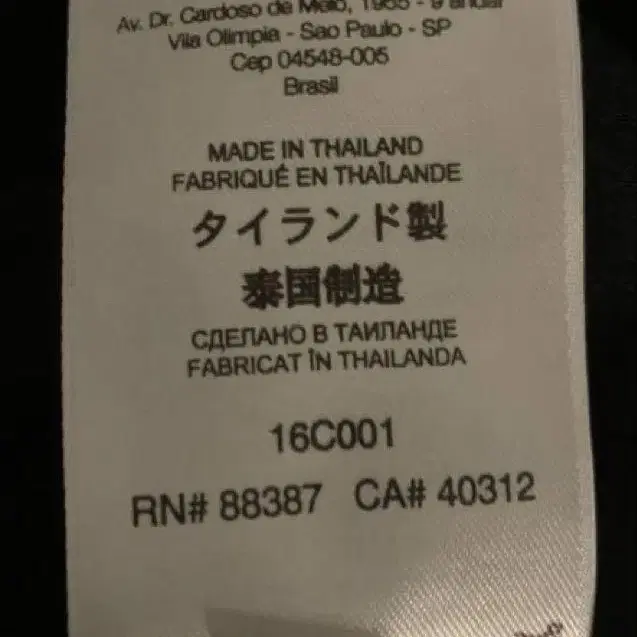 Av. Dr. Cardoso de Melo, 1955 - 9 andar
Vila Olimpia - Sao Paulo - SP
Cep 04548-005
Brasil
MADE IN THAILAND
FABRIQUÉ EN THAÏLANDE
タイランド製
泰国制造
СДЕЛАНО В ТАИЛАНДЕ
FABRICAT ÎN THAILANDA
16C001
RN# 88387 CA# 40312